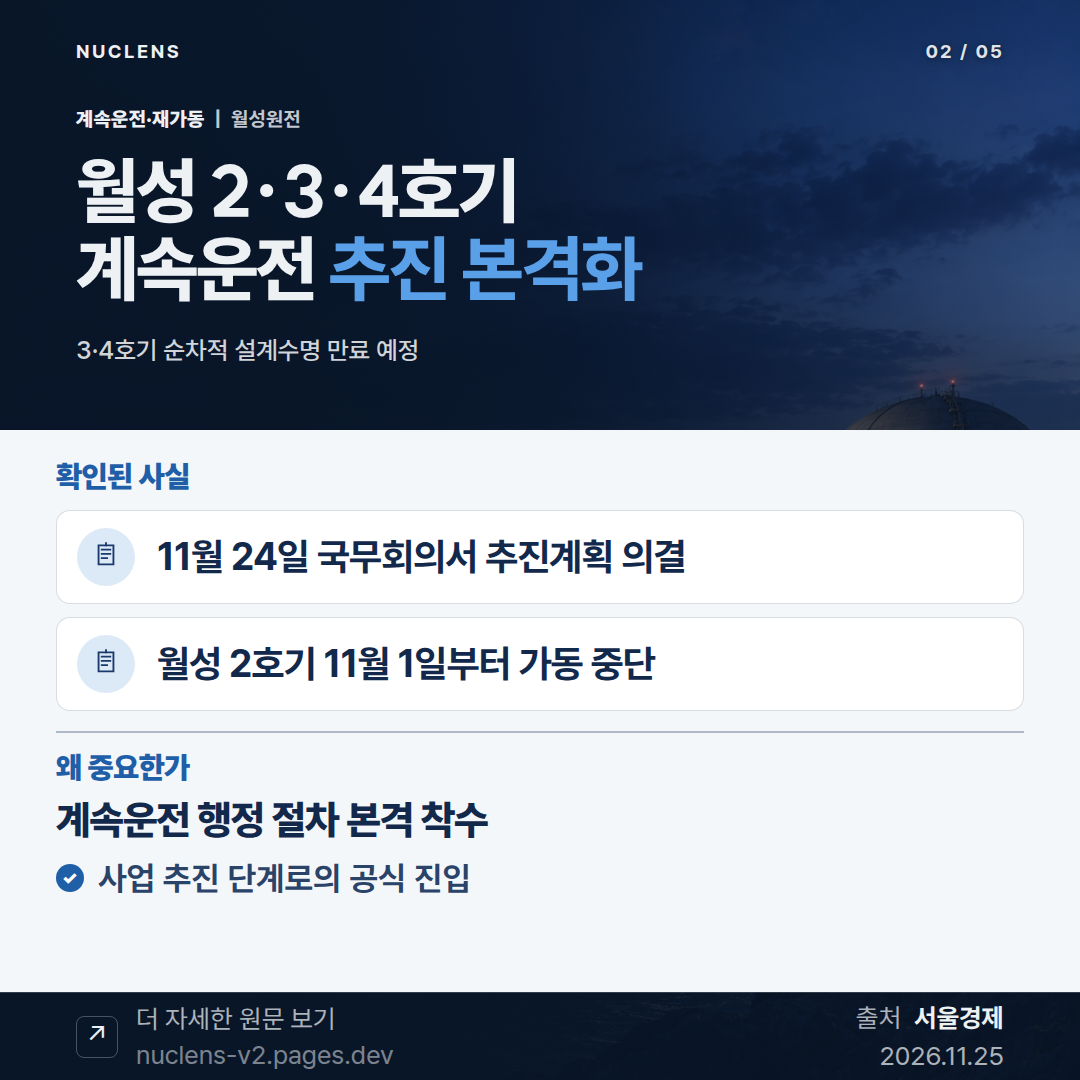 NUCLENS
02 / 05
계속운전·재가동 | 월성원전
월성 2·3·4호기
계속운전 추진 본격화
3·4호기 순차적 설계수명 만료 예정
확인된 사실
11월 24일 국무회의서 추진계획 의결
월성 2호기 11월 1일부터 가동 중단
왜 중요한가
계속운전 행정 절차 본격 착수
사업 추진 단계로의 공식 진입
더 자세한 원문 보기
nuclens-v2.pages.dev
출처 서울경제
2026.11.25